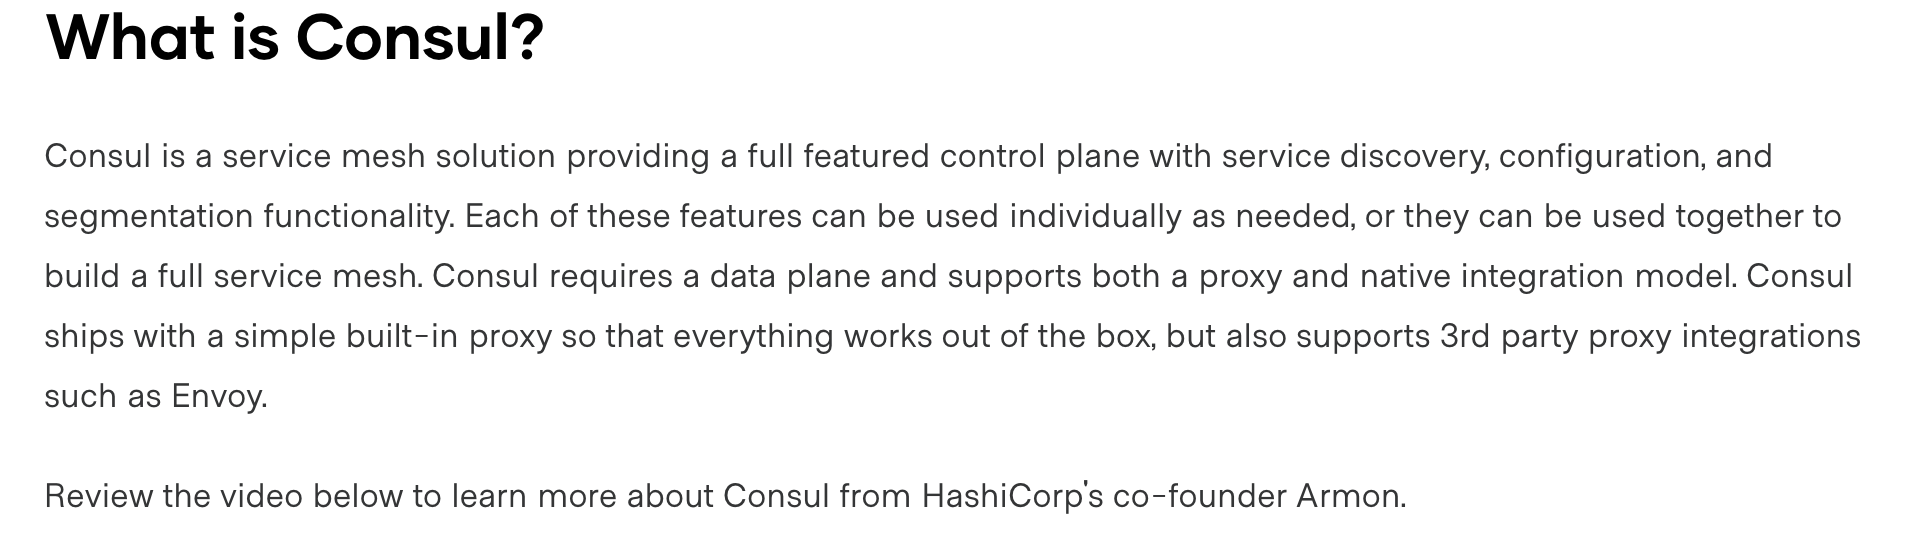 What is Consul?
Consul is a service mesh solution providing a full featured control plane with service discovery, configuration, and
segmentation functionality. Each of these features can be used individually as needed, or they can be used together to
build a full service mesh. Consul requires a data plane and supports both a proxy and native integration model. Consul
ships with a simple built-in proxy so that everything works out of the box, but also supports 3rd party proxy integrations
such as Envoy.
Review the video below to learn more about Consul from HashiCorp's co-founder Armon.